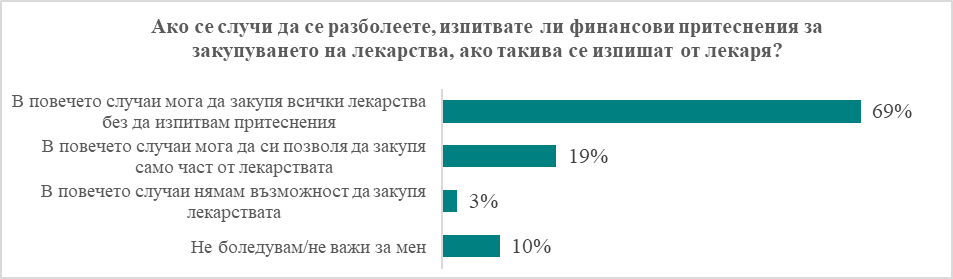 Ако се случи да се разболеете, изпитвате ли финансови притеснения за
закупуването на лекарства, ако такива се изпишат от лекаря?
В повечето случаи мога да закупя всички лекарства
без да изпитвам притеснения
69%
В повечето случаи мога да си позволя да закупя
само част от лекарствата
19%
В повечето случаи нямам възможност да закупя
лекарствата
3%
Не боледувам/не важи за мен
10%